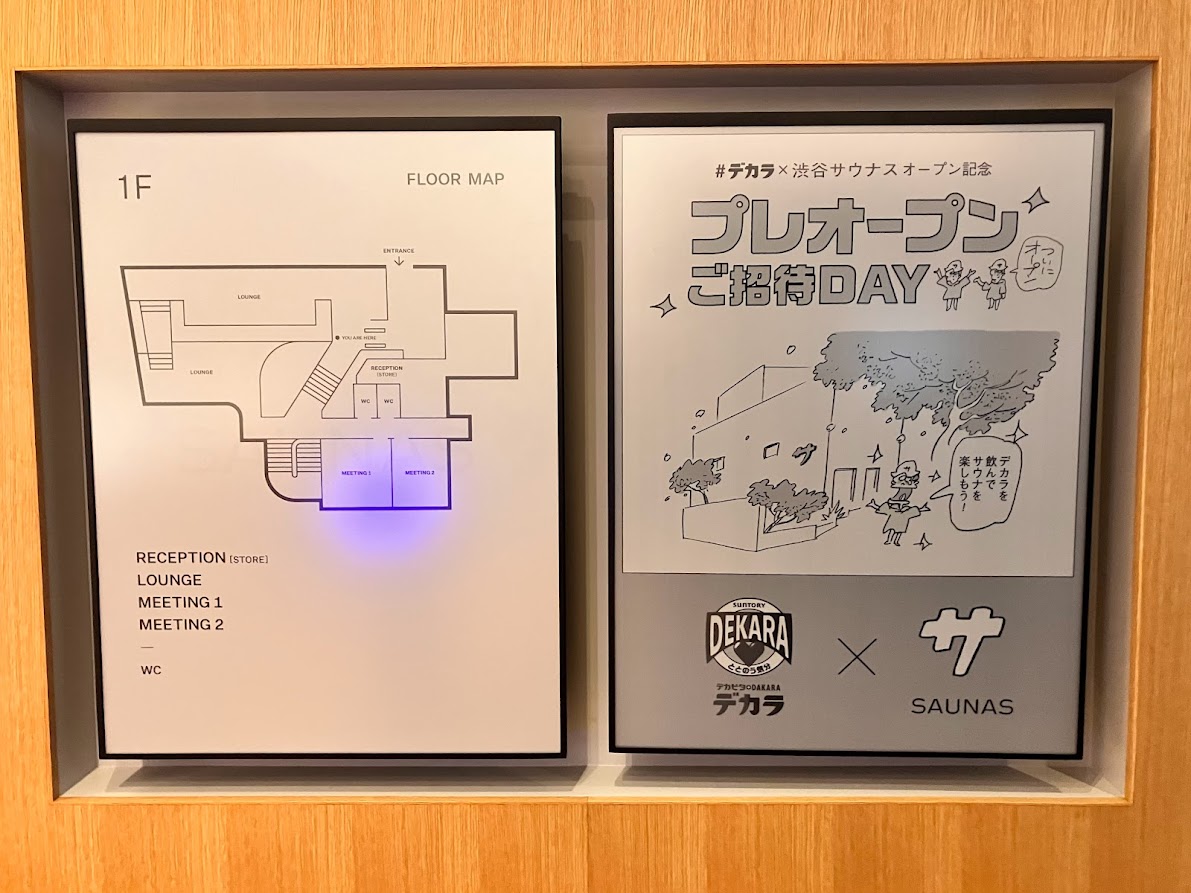 1F
FLOOR MAP
ENTRANCE
LOUNGE
YOU ARE HERE
LOUNGE
RECEPTION
(STORE)
WC
WC
MEETING 1
MEETING 2
RECEPTION [STORE]
LOUNGE
MEETING 1
MEETING 2
WC
#デカラ×渋谷サウナスオープン記念
プレオープン
ご招待DAY
ついに
オープン
サ
デカラを
飲んで
サウナを
楽しもう!
SUNTORY
DEKARA
ととのう気分
デカビタ○DAKARA
デカラ
×
サ
SAUNAS